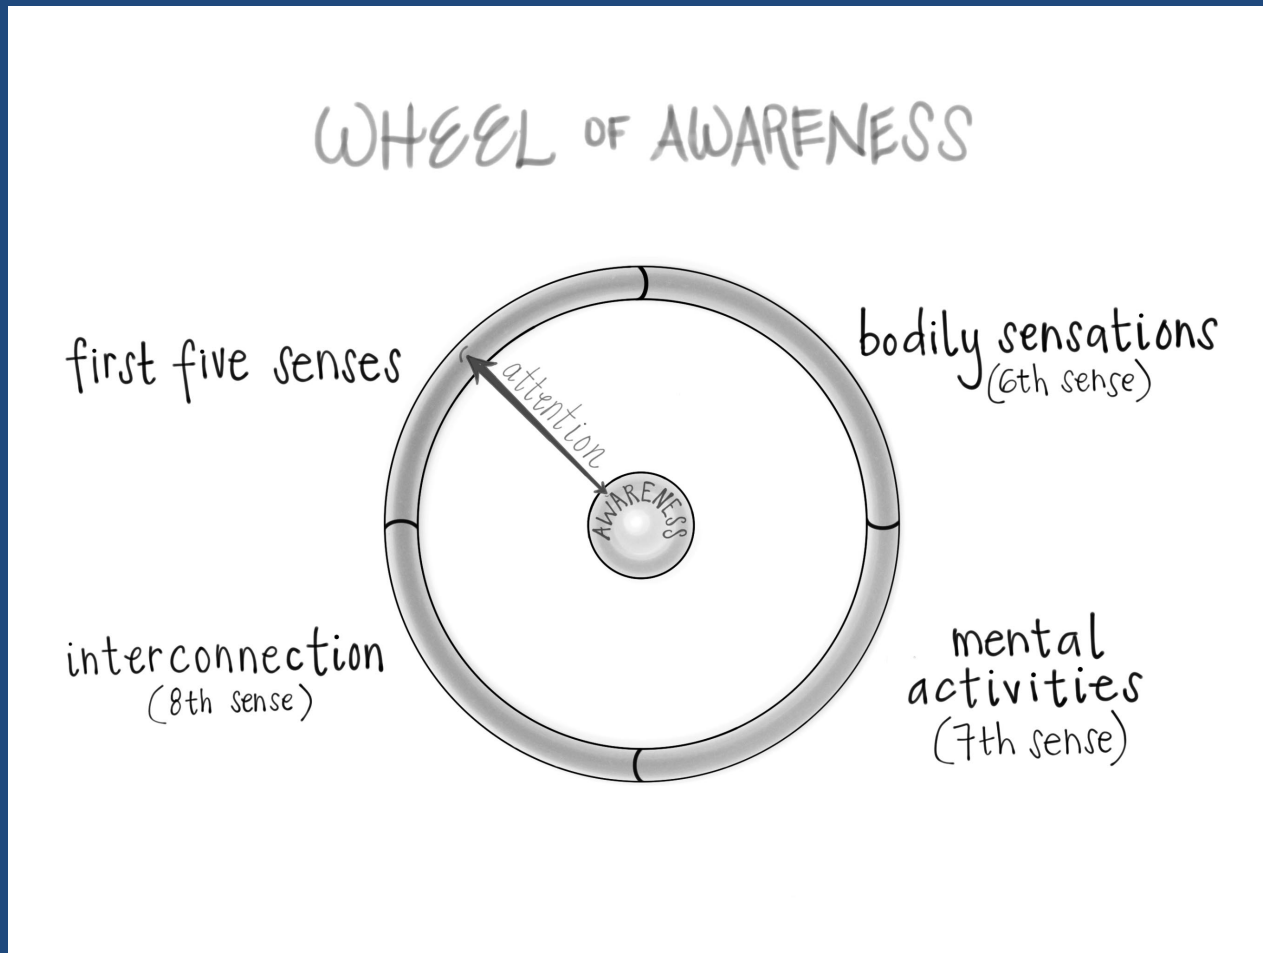 WHEEL OF AWARENESS
first five senses
bodily sensations
(6th sense)
attention
AWARENESS
interconnection
(8th sense)
mental
activities
(7th sense)